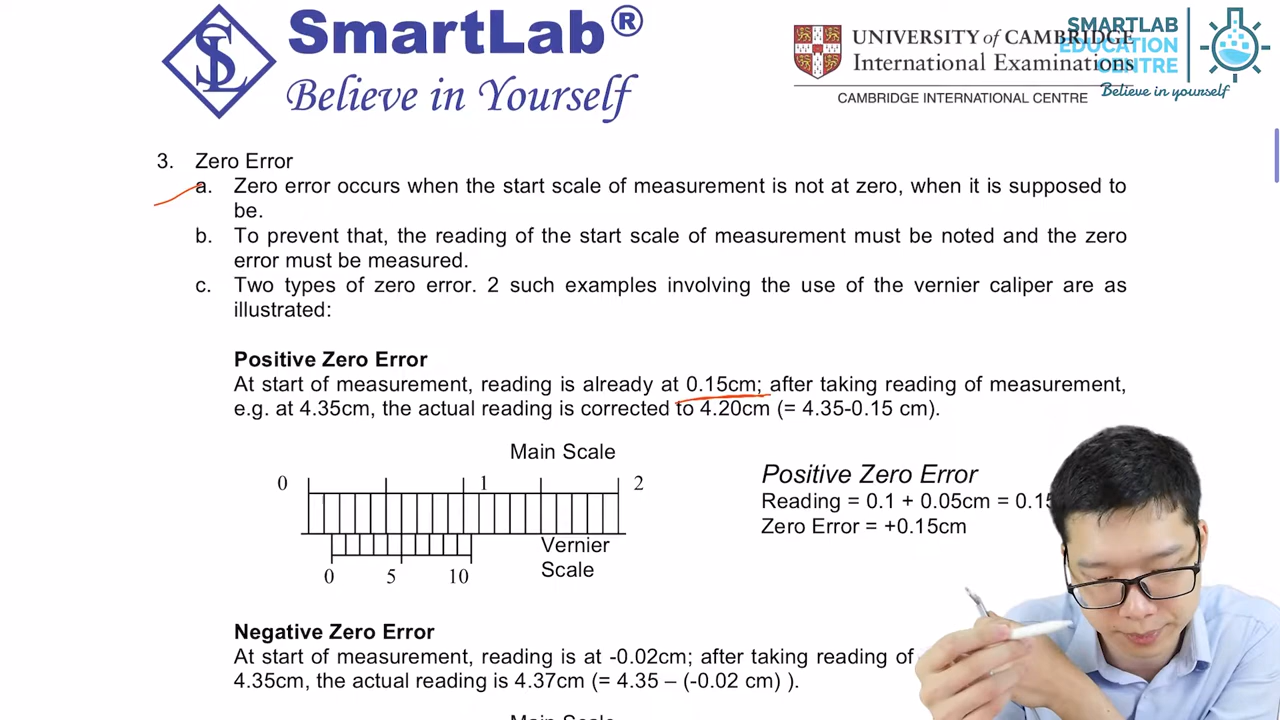 SmartLab®
Believe in Yourself
UNIVERSITY of CAMBRIDGE
International Examinations
CAMBRIDGE INTERNATIONAL CENTRE
SMARTLAB
EDUCATION
CENTRE
Believe in yourself
3. Zero Error
a. Zero error occurs when the start scale of measurement is not at zero, when it is supposed to
be.
b. To prevent that, the reading of the start scale of measurement must be noted and the zero
error must be measured.
c. Two types of zero error. 2 such examples involving the use of the vernier caliper are as
illustrated:
Positive Zero Error
At start of measurement, reading is already at 0.15cm; after taking reading of measurement,
e.g. at 4.35cm, the actual reading is corrected to 4.20cm (= 4.35-0.15 cm).
Main Scale
0 1 2
Vernier
Scale
0 5 10
Positive Zero Error
Reading = 0.1 + 0.05cm = 0.15
Zero Error = +0.15cm
Negative Zero Error
At start of measurement, reading is at -0.02cm; after taking reading of
4.35cm, the actual reading is 4.37cm (= 4.35 – (-0.02 cm) ).
Main Scale